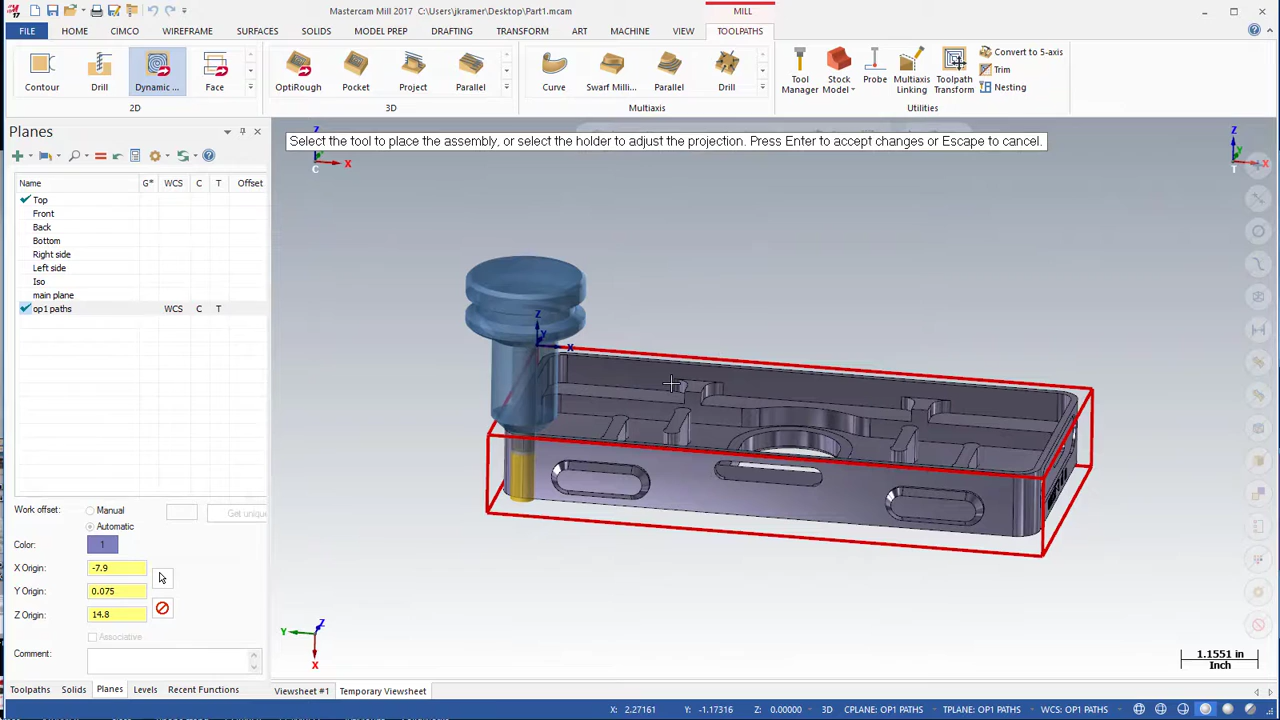 Mastercam Mill 2017 C:\Users\jkramer\Desktop\Part1.mcam
MILL
FILE HOME CIMCO WIREFRAME SURFACES SOLIDS MODEL PREP DRAFTING TRANSFORM ART MACHINE VIEW TOOLPATHS
Contour Drill Dynamic ... Face
2D
OptiRough Pocket Project Parallel
3D
Curve Swarf Milli... Parallel Drill
Multiaxis
Tool Manager
Stock Model
Probe
Multiaxis Linking
Toolpath Transform
Convert to 5-axis
Trim
Nesting
Utilities
Planes
Select the tool to place the assembly, or select the holder to adjust the projection. Press Enter to accept changes or Escape to cancel.
Name G* WCS C T Offset
Top
Front
Back
Bottom
Right side
Left side
Iso
main plane
op1 paths WCS C T
Work offset: Manual Get unique
Automatic
Color: 1
X Origin: -7.9
Y Origin: 0.075
Z Origin: 14.8
Associative
Comment:
Z
X
C
Z
Y
X
T
Z
Y
X
Z
Y
X
1.1551 in
Inch
Toolpaths Solids Planes Levels Recent Functions
Viewsheet #1 Temporary Viewsheet
X: 2.27161 Y: -1.17316 Z: 0.00000 3D CPLANE: OP1 PATHS TPLANE: OP1 PATHS WCS: OP1 PATHS